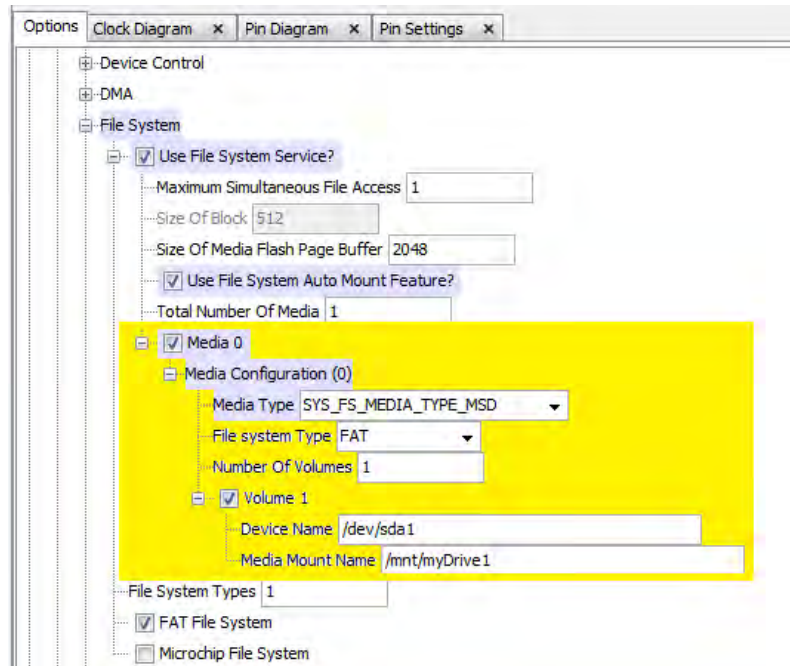 Options Clock Diagram × Pin Diagram × Pin Settings ×
Device Control
DMA
File System
Use File System Service?
Maximum Simultaneous File Access 1
Size Of Block 512
Size Of Media Flash Page Buffer 2048
Use File System Auto Mount Feature?
Total Number Of Media 1
Media 0
Media Configuration (0)
Media Type SYS_FS_MEDIA_TYPE_MSD
File system Type FAT
Number Of Volumes 1
Volume 1
Device Name /dev/sda1
Media Mount Name /mnt/myDrive1
File System Types 1
FAT File System
Microchip File System